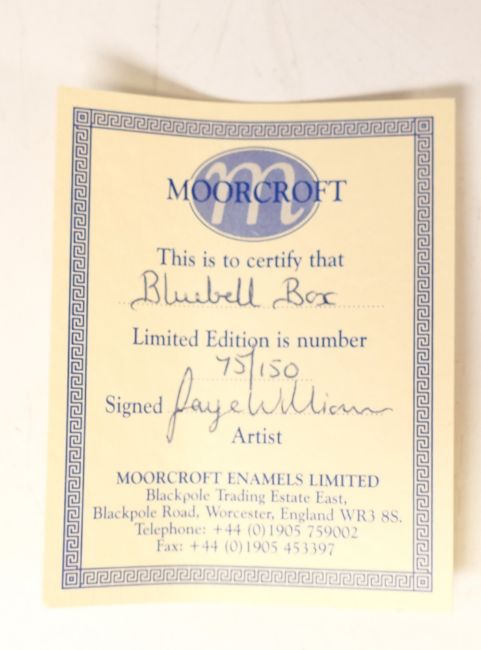 m
MOORCROFT
This is to certify that
Bluebell Box
Limited Edition is number
75/150
Signed Faye Williams
Artist
MOORCROFT ENAMELS LIMITED
Blackpole Trading Estate East,
Blackpole Road, Worcester, England WR3 8S.
Telephone: +44 (0)1905 759002
Fax: +44 (0)1905 453397